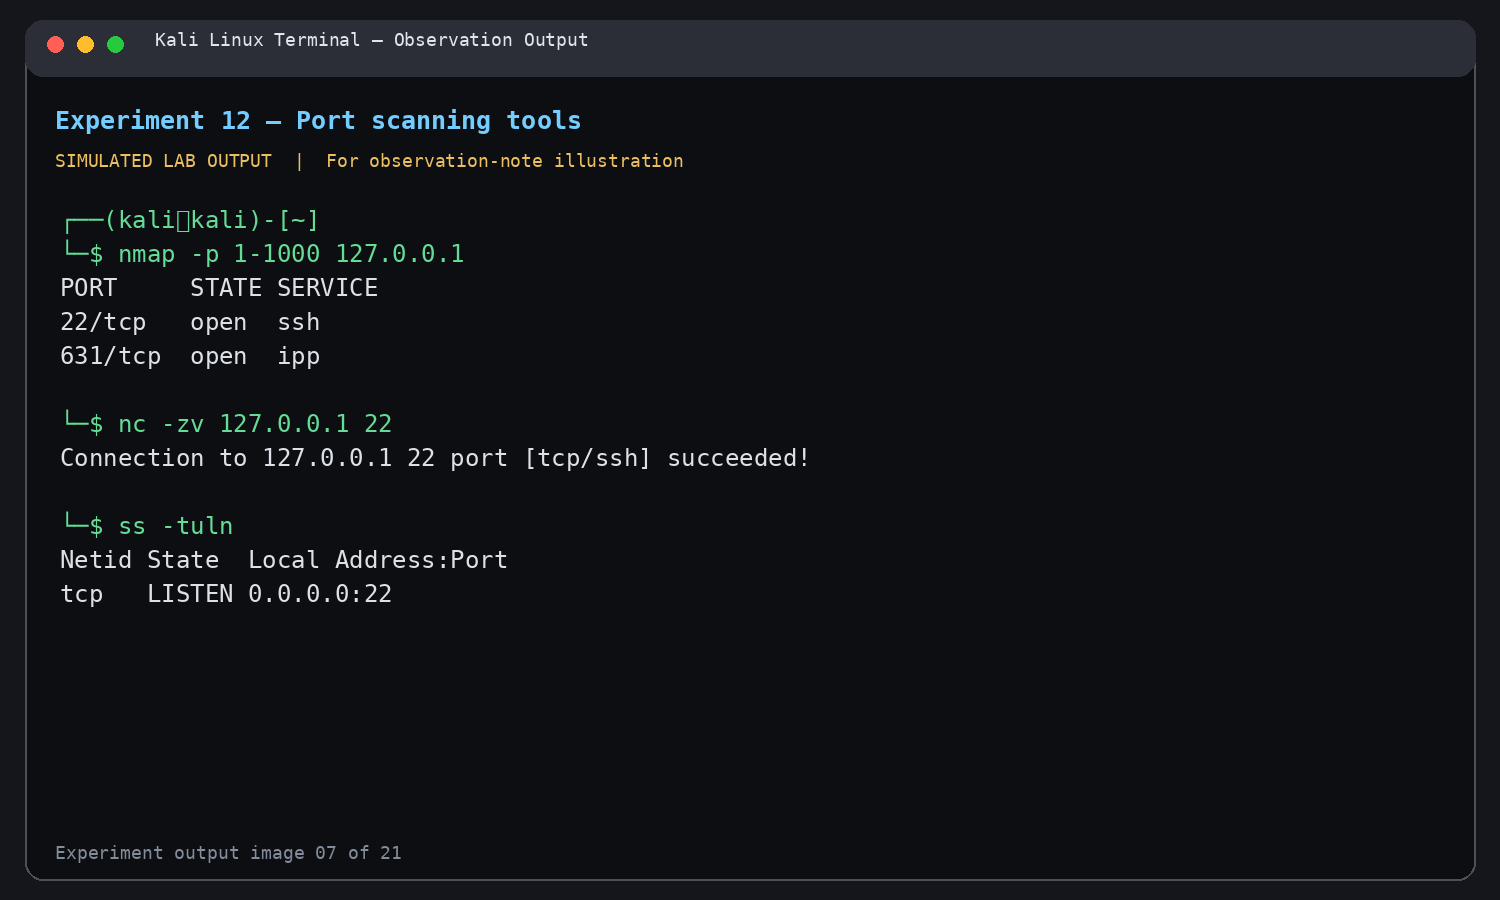 Kali Linux Terminal — Observation Output
Experiment 12 — Port scanning tools
SIMULATED LAB OUTPUT | For observation-note illustration
┌──(kali▯kali)-[~]
└─$ nmap -p 1-1000 127.0.0.1
PORT     STATE SERVICE
22/tcp   open  ssh
631/tcp  open  ipp
└─$ nc -zv 127.0.0.1 22
Connection to 127.0.0.1 22 port [tcp/ssh] succeeded!
└─$ ss -tuln
Netid State  Local Address:Port
tcp   LISTEN 0.0.0.0:22
Experiment output image 07 of 21